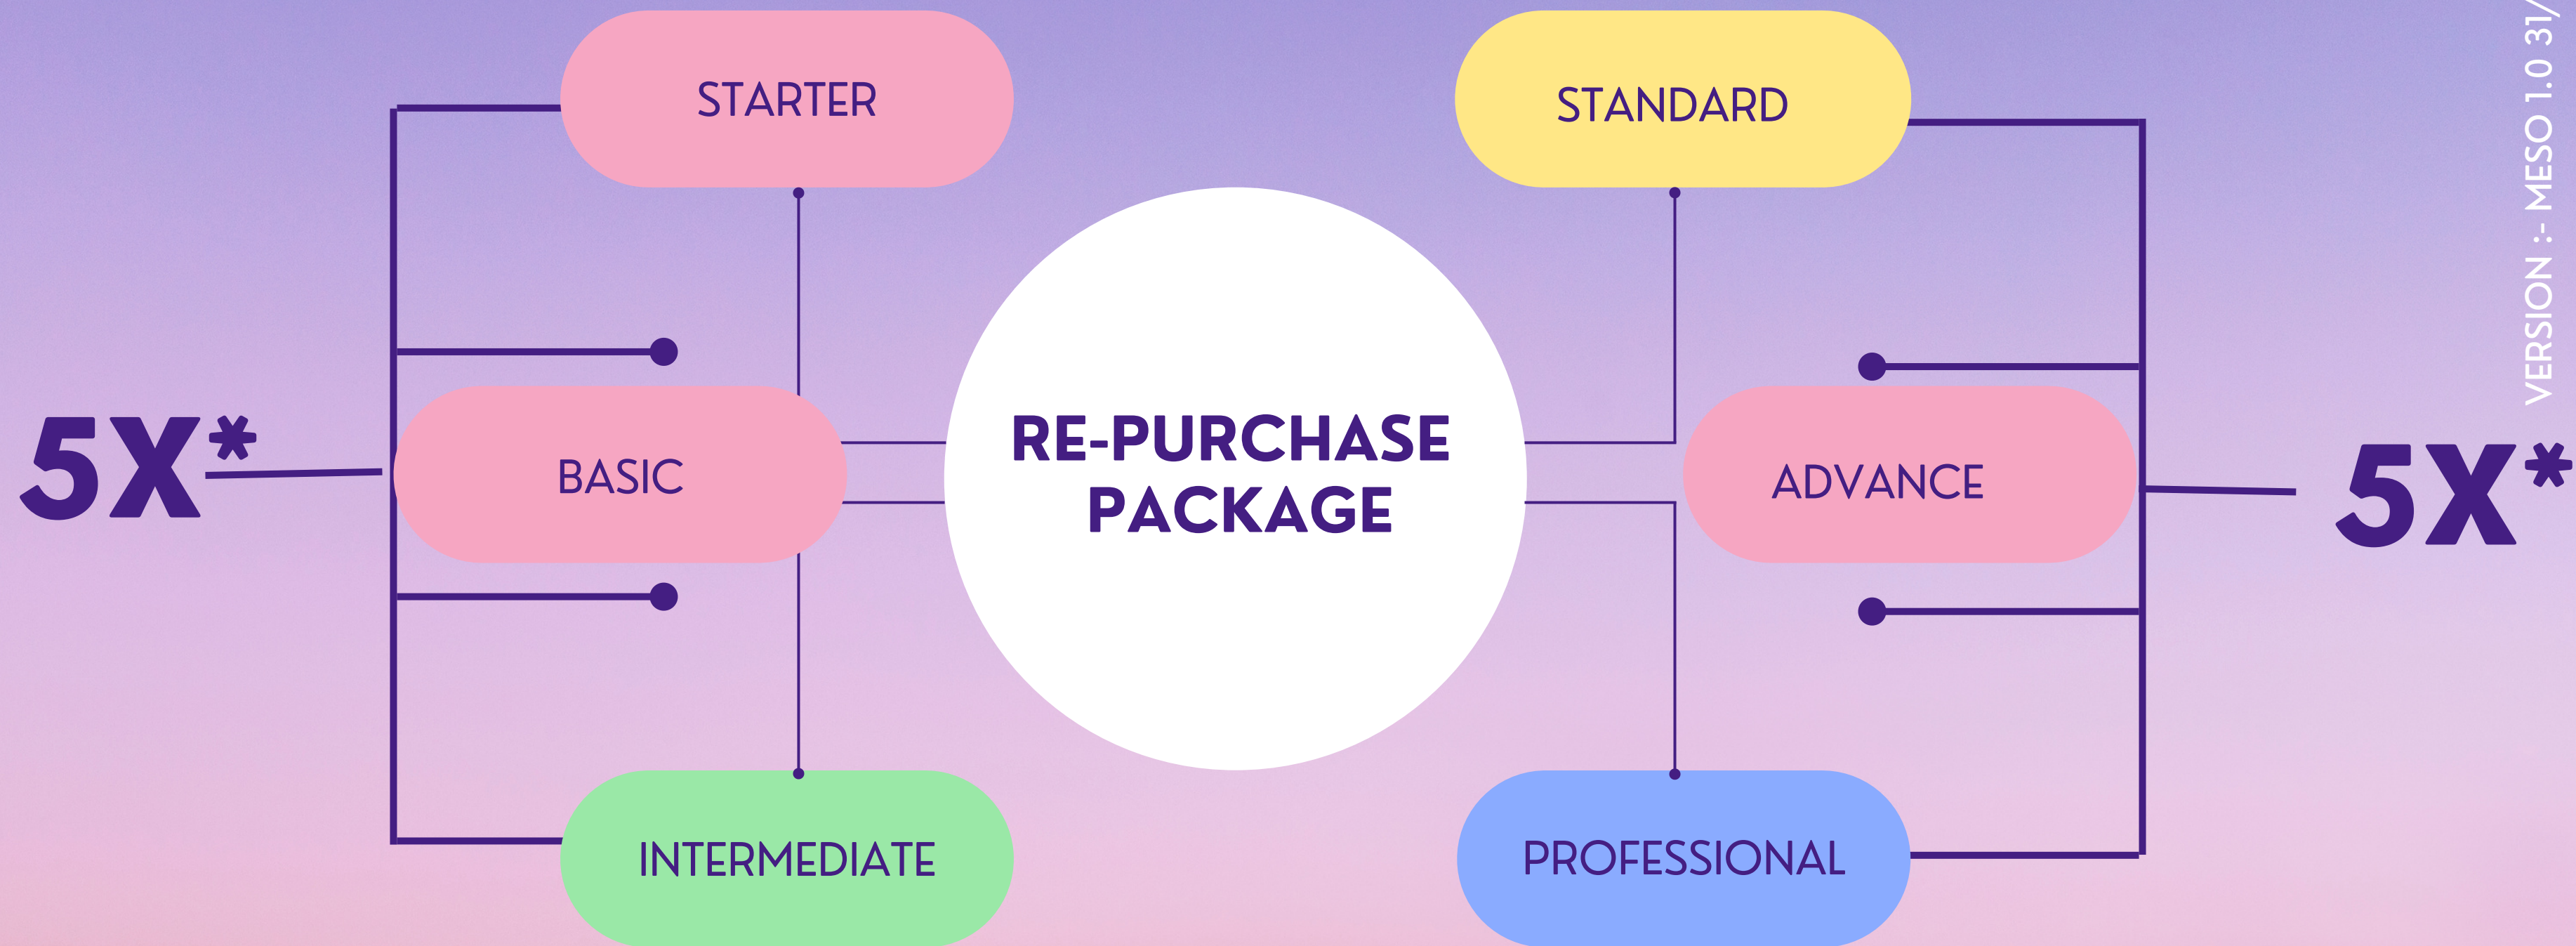 STARTER
STANDARD
5X*
BASIC
RE-PURCHASE
PACKAGE
ADVANCE
5X*
INTERMEDIATE
PROFESSIONAL
VERSION :- MESO 1.0 31/